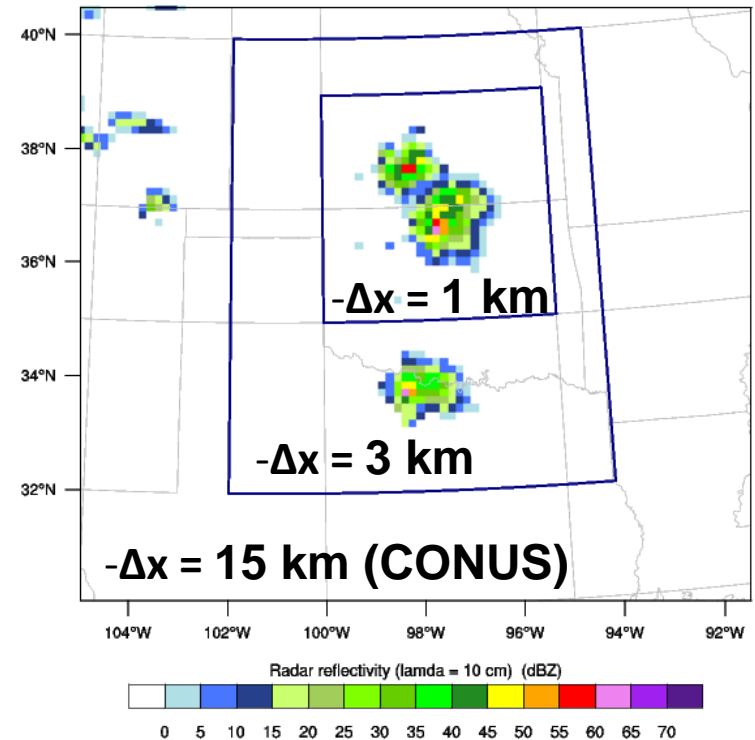 40°N
38°N
36°N
-Δx = 1 km
34°N
-Δx = 3 km
32°N
-Δx = 15 km (CONUS)
104°W 102°W 100°W 98°W 96°W 94°W 92°W
Radar reflectivity (lamda = 10 cm) (dBZ)
0 5 10 15 20 25 30 35 40 45 50 55 60 65 70